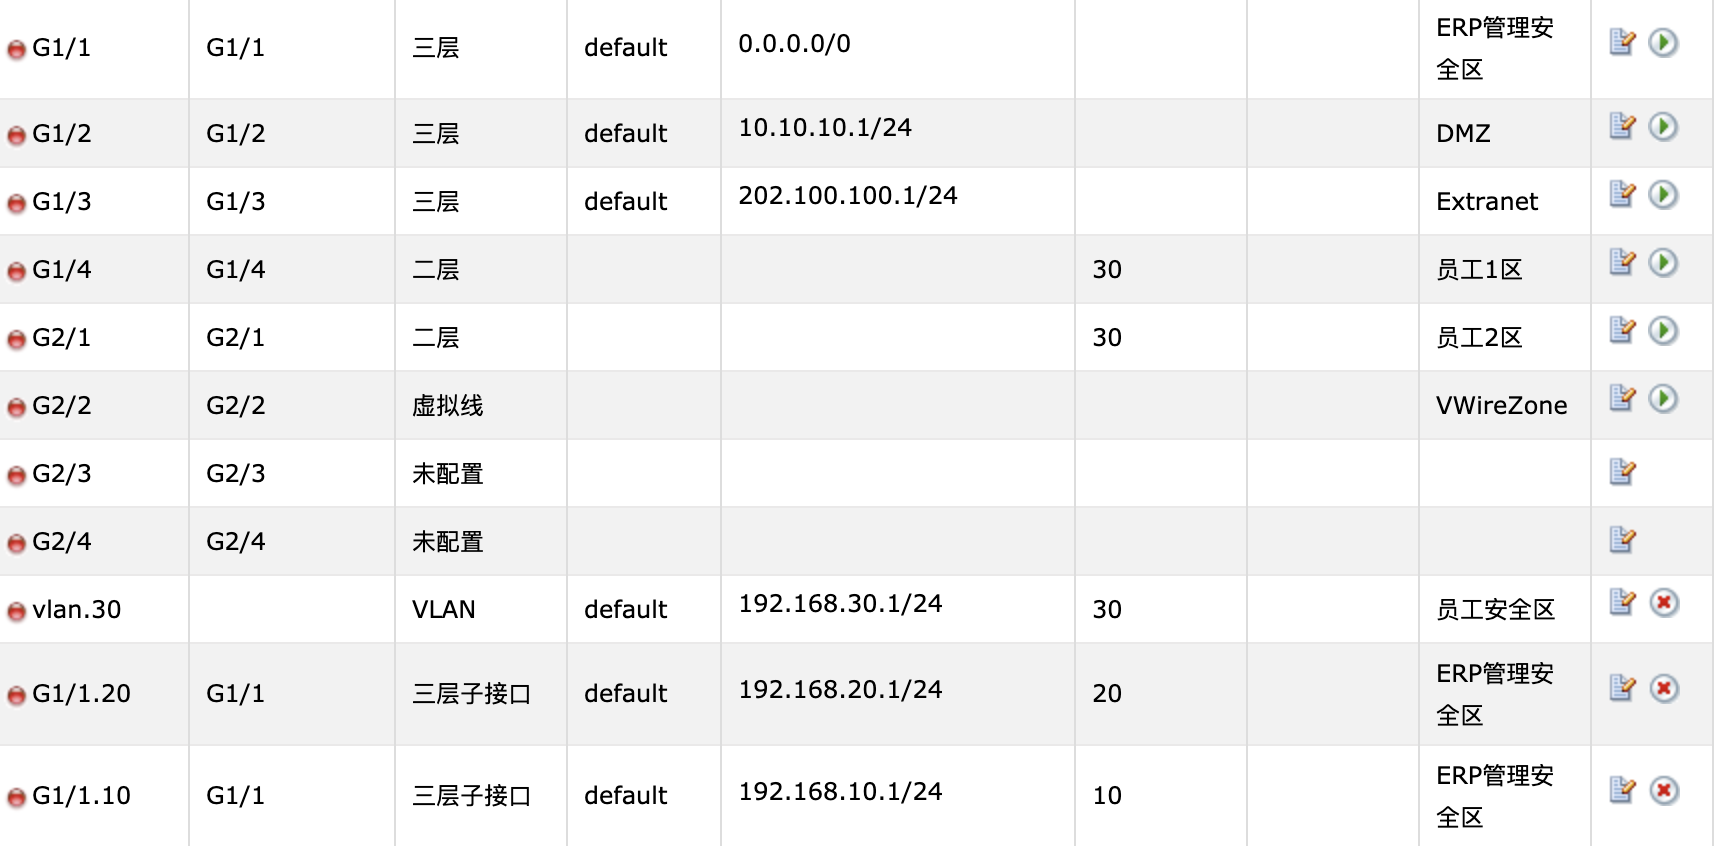 G1/1 G1/1 三层 default 0.0.0.0/0 ERP管理安
全区
G1/2 G1/2 三层 default 10.10.10.1/24 DMZ
G1/3 G1/3 三层 default 202.100.100.1/24 Extranet
G1/4 G1/4 二层 30 员工1区
G2/1 G2/1 二层 30 员工2区
G2/2 G2/2 虚拟线 VWireZone
G2/3 G2/3 未配置
G2/4 G2/4 未配置
vlan.30 VLAN default 192.168.30.1/24 30 员工安全区
G1/1.20 G1/1 三层子接口 default 192.168.20.1/24 20 ERP管理安
全区
G1/1.10 G1/1 三层子接口 default 192.168.10.1/24 10 ERP管理安
全区